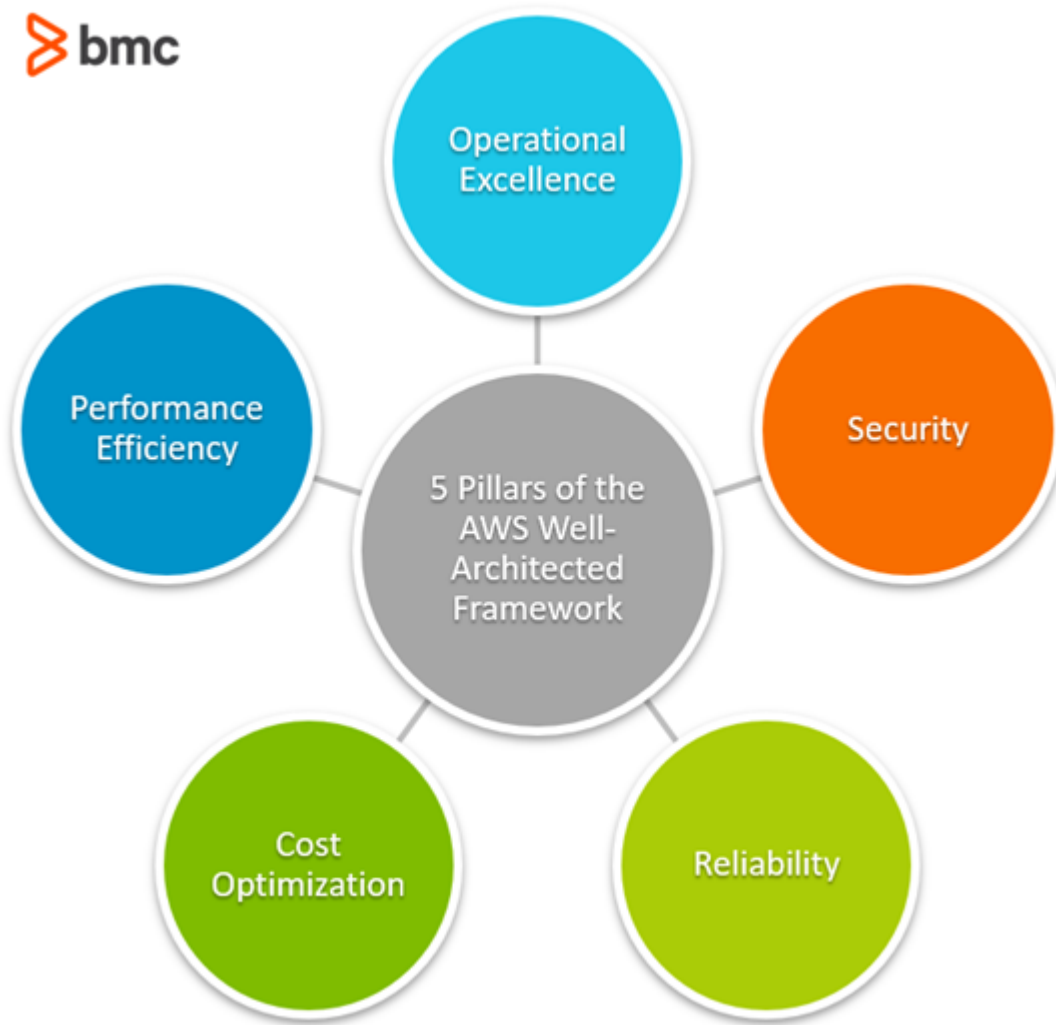 bmc
Operational
Excellence
Performance
Efficiency
Security
5 Pillars of the
AWS Well-
Architected
Framework
Cost
Optimization
Reliability